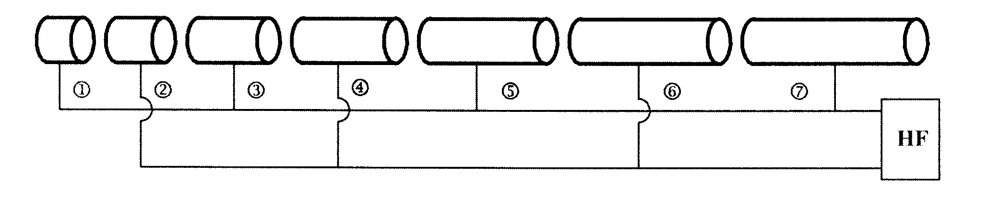 ① ② ③ ④ ⑤ ⑥ ⑦
HF